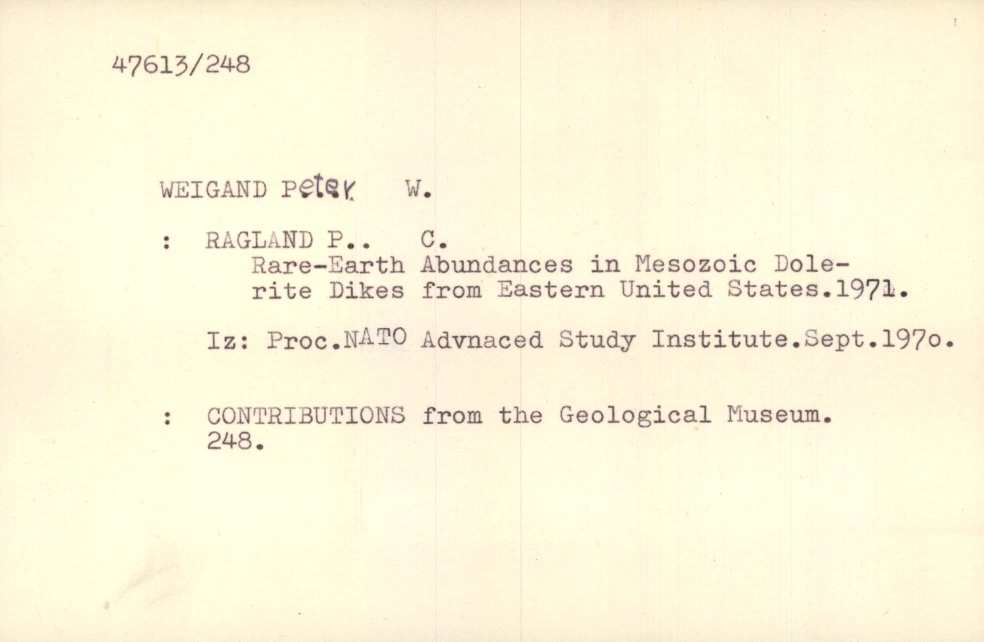 47613/248
WEIGAND Peter W.
: RAGLAND P.. C.
Rare-Earth Abundances in Mesozoic Dole-
rite Dikes from Eastern United States.1971.
Iz: Proc.NATO Advnaced Study Institute.Sept.197o.
: CONTRIBUTIONS from the Geological Museum.
248.